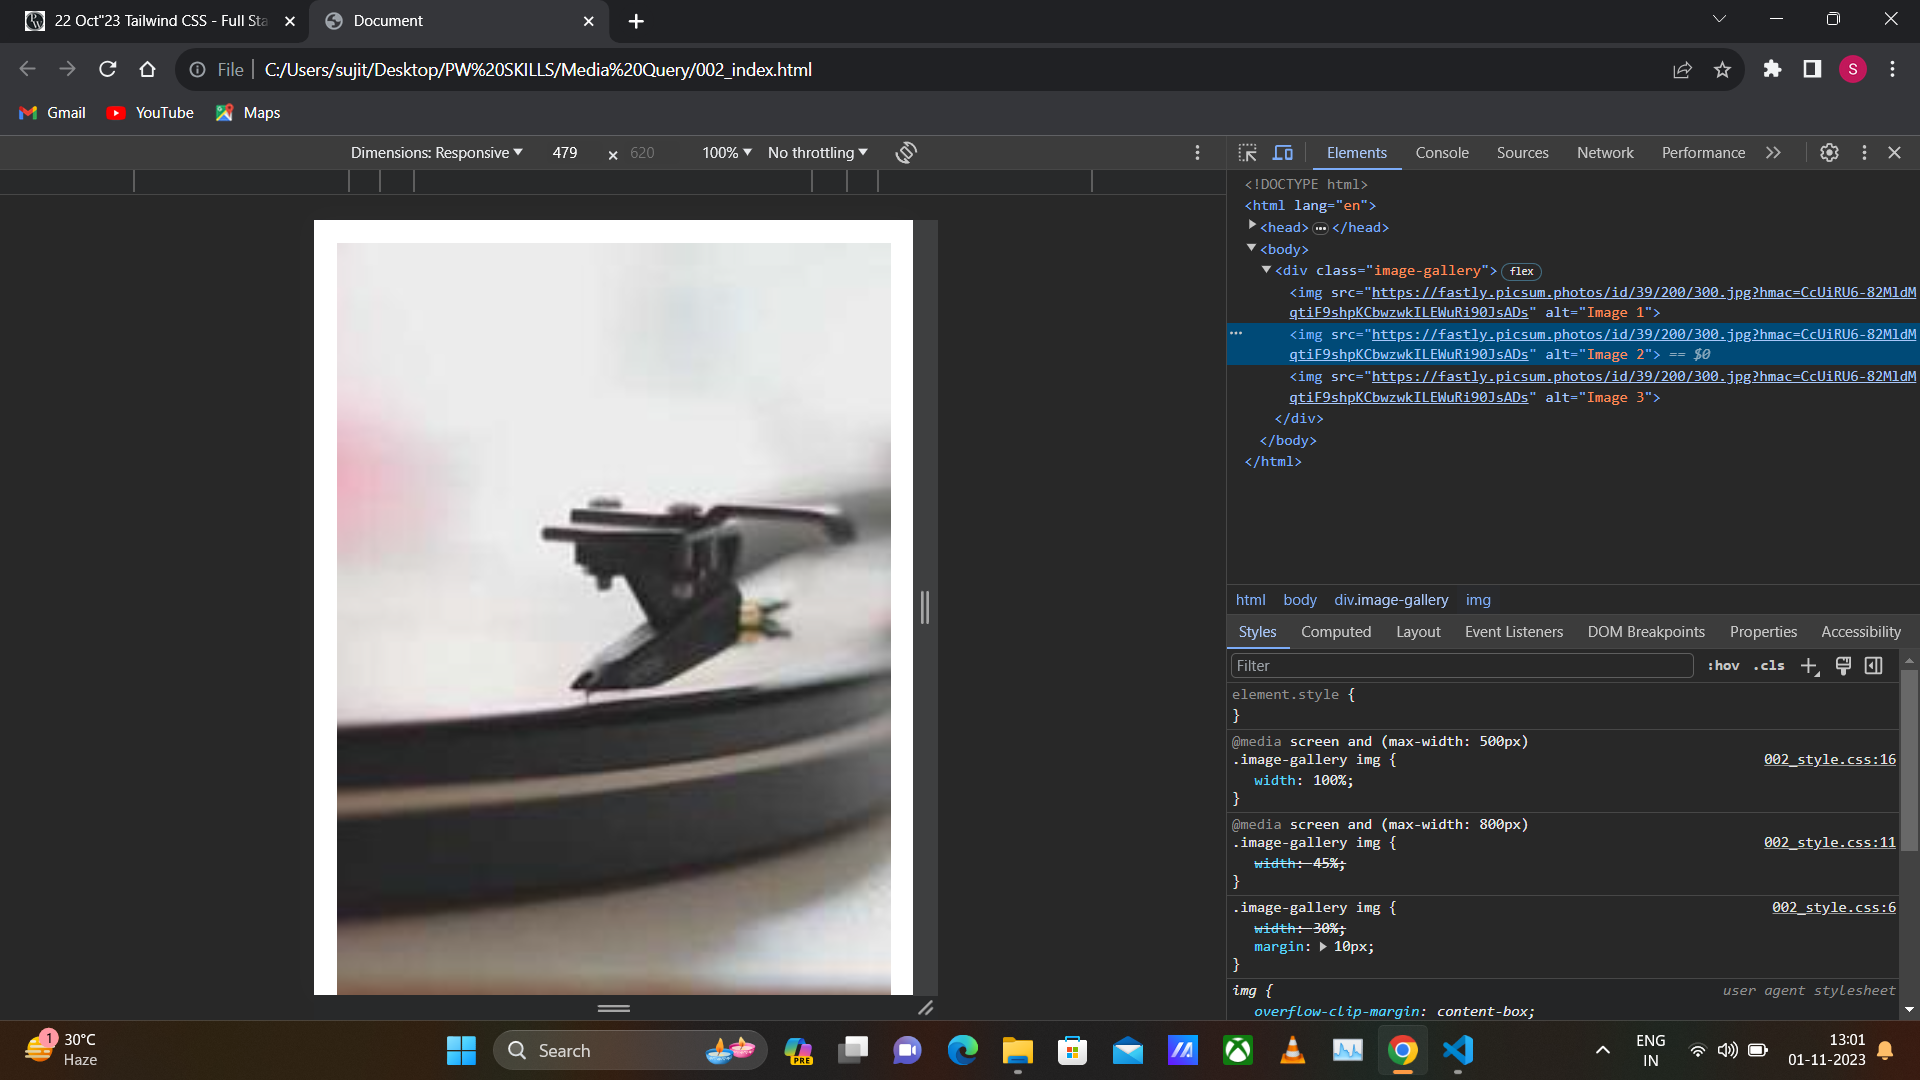 22 Oct"23 Tailwind CSS - Full Sta
Document
File
C:/Users/sujit/Desktop/PW%20SKILLS/Media%20Query/002_index.html
S
Gmail
YouTube
Maps
Dimensions: Responsive
479
×
620
100%
No throttling
Elements
Console
Sources
Network
Performance
<!DOCTYPE html>
<html lang="en">
<head> ••• </head>
<body>
<div class="image-gallery"> flex
<img src="https://fastly.picsum.photos/id/39/200/300.jpg?hmac=CcUiRU6-82MldM
qtiF9shpKCbwzwkILEWuRi90JsADs" alt="Image 1">
<img src="https://fastly.picsum.photos/id/39/200/300.jpg?hmac=CcUiRU6-82MldM
qtiF9shpKCbwzwkILEWuRi90JsADs" alt="Image 2"> == $0
<img src="https://fastly.picsum.photos/id/39/200/300.jpg?hmac=CcUiRU6-82MldM
qtiF9shpKCbwzwkILEWuRi90JsADs" alt="Image 3">
</div>
</body>
</html>
html body div.image-gallery img
Styles
Computed
Layout
Event Listeners
DOM Breakpoints
Properties
Accessibility
Filter
:hov .cls
element.style {
}
@media screen and (max-width: 500px)
.image-gallery img { 002_style.css:16
width: 100%;
}
@media screen and (max-width: 800px)
.image-gallery img { 002_style.css:11
width: 45%;
}
.image-gallery img { 002_style.css:6
width: 30%;
margin: 10px;
}
img { user agent stylesheet
overflow-clip-margin: content-box;
1
30°C
Haze
Search
PRE
ENG
IN
13:01
01-11-2023